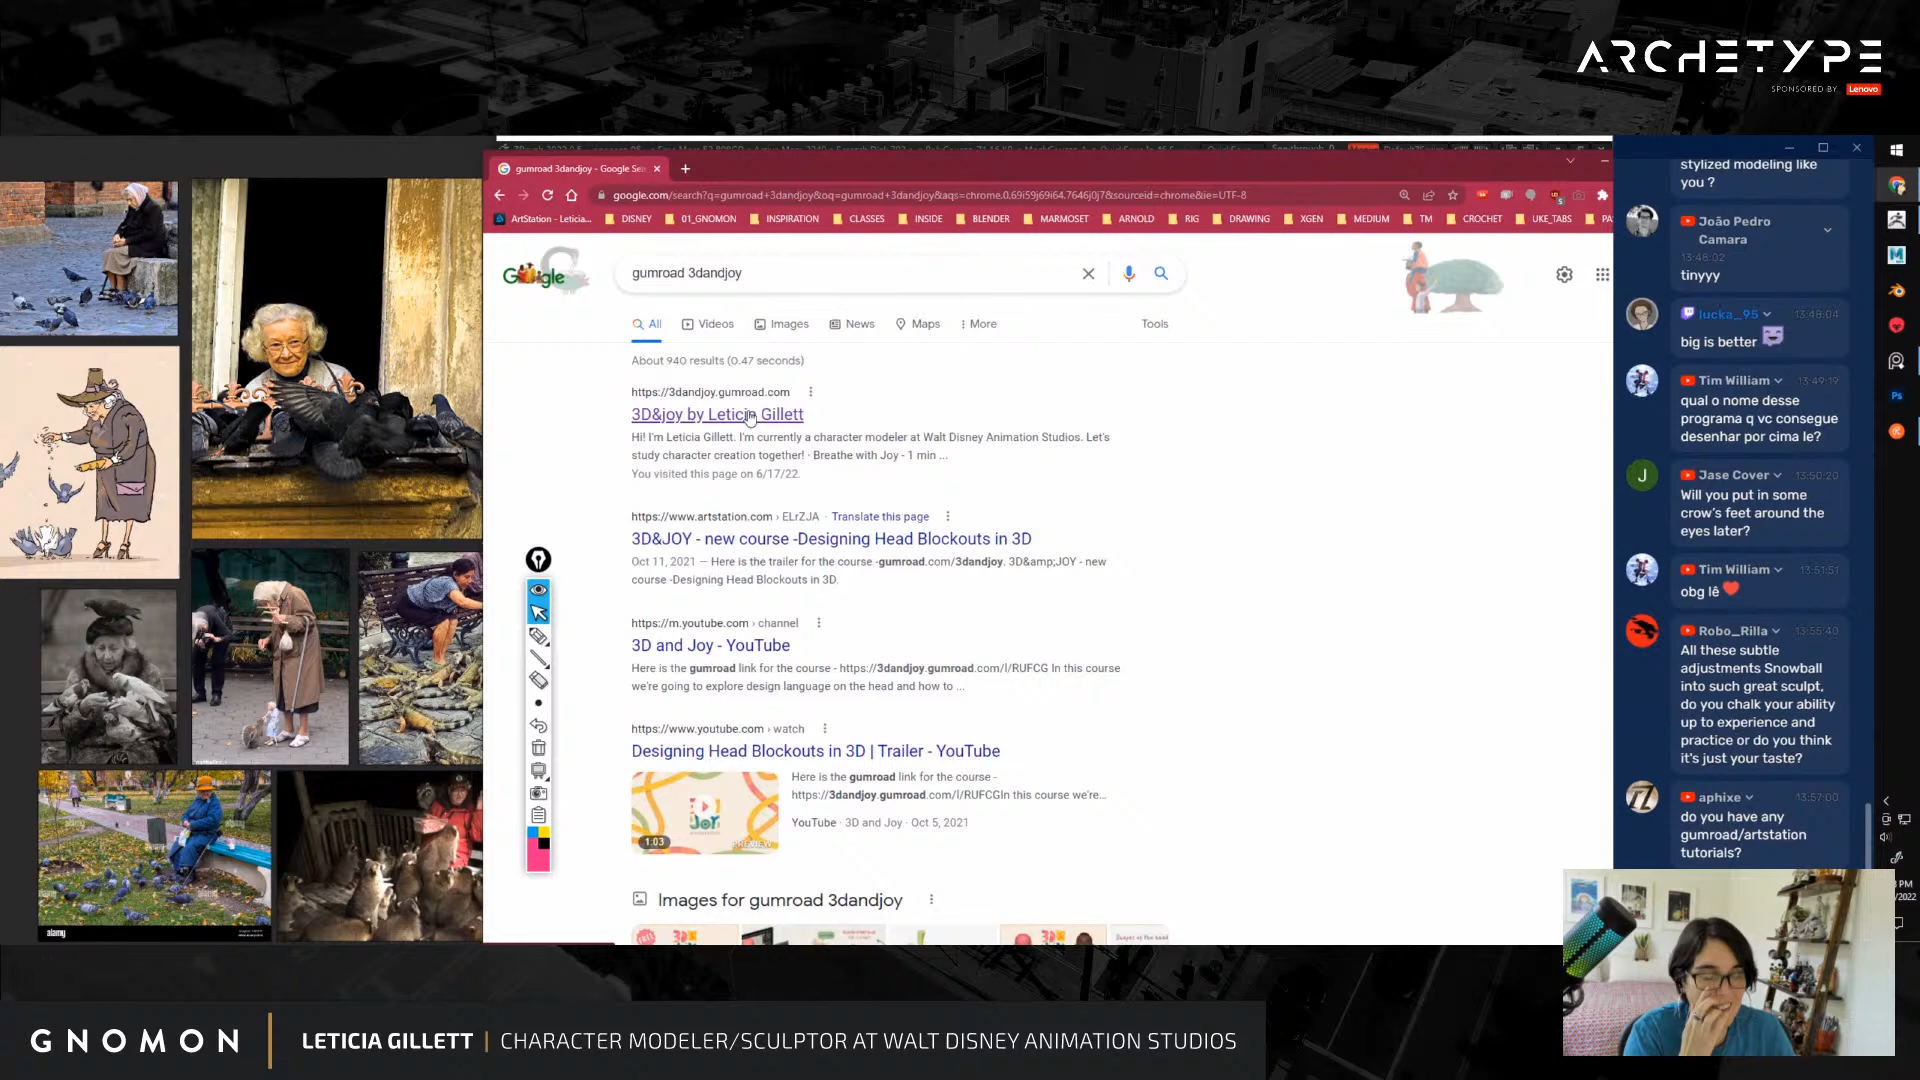 ARCHETYPE
SPONSORED BY Lenovo
gumroad 3dandjoy - Google Sea
google.com/search?q=gumroad+3dandjoy&oq=gumroad+3dandjoy&aqs=chrome.0.69i59j69i64.7646j0j7&sourceid=chrome&ie=UTF-8
ArtStation - Leticia...
DISNEY
01_GNOMON
INSPIRATION
CLASSES
INSIDE
BLENDER
MARMOSET
ARNOLD
RIG
DRAWING
XGEN
MEDIUM
TM
CROCHET
UKE_TABS
PA
Google
gumroad 3dandjoy
All
Videos
Images
News
Maps
More
Tools
About 940 results (0.47 seconds)
https://3dandjoy.gumroad.com
3D&joy by Leticia Gillett
Hi! I'm Leticia Gillett. I'm currently a character modeler at Walt Disney Animation Studios. Let's
study character creation together! · Breathe with Joy - 1 min ...
You visited this page on 6/17/22.
https://www.artstation.com › ELrZJA · Translate this page
3D&JOY - new course -Designing Head Blockouts in 3D
Oct 11, 2021 — Here is the trailer for the course -gumroad.com/3dandjoy. 3D&amp;JOY - new
course -Designing Head Blockouts in 3D.
https://m.youtube.com › channel
3D and Joy - YouTube
Here is the gumroad link for the course - https://3dandjoy.gumroad.com/l/RUFCG In this course
we're going to explore design language on the head and how to ...
https://www.youtube.com › watch
Designing Head Blockouts in 3D | Trailer - YouTube
Here is the gumroad link for the course -
https://3dandjoy.gumroad.com/l/RUFCGIn this course we're...
YouTube · 3D and Joy · Oct 5, 2021
JOY
1:03
PREVIEW
Images for gumroad 3dandjoy
alamy
stylized modeling like
you ?
João Pedro
Camara
13:48:02
tinyyy
lucka_95
13:48:04
big is better
Tim William
13:49:19
qual o nome desse
programa q vc consegue
desenhar por cima le?
J
Jase Cover
13:50:20
Will you put in some
crow's feet around the
eyes later?
Tim William
13:51:51
obg lê
Robo_Rilla
13:55:40
All these subtle
adjustments Snowball
into such great sculpt,
do you chalk your ability
up to experience and
practice or do you think
it's just your taste?
aphixe
13:57:00
do you have any
gumroad/artstation
tutorials?
Ps
PM
/2022
GNOMON
LETICIA GILLETT | CHARACTER MODELER/SCULPTOR AT WALT DISNEY ANIMATION STUDIOS